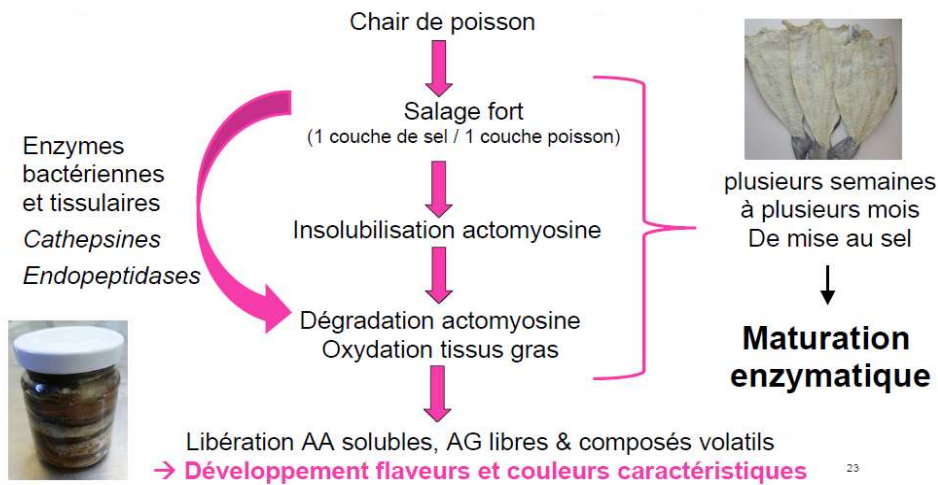 Chair de poisson
Salage fort
(1 couche de sel / 1 couche poisson)
Enzymes
bactériennes
et tissulaires
Cathepsines
Endopeptidases
Insolubilisation actomyosine
Dégradation actomyosine
Oxydation tissus gras
plusieurs semaines
à plusieurs mois
De mise au sel
Maturation
enzymatique
Libération AA solubles, AG libres & composés volatils
→ Développement flaveurs et couleurs caractéristiques
23